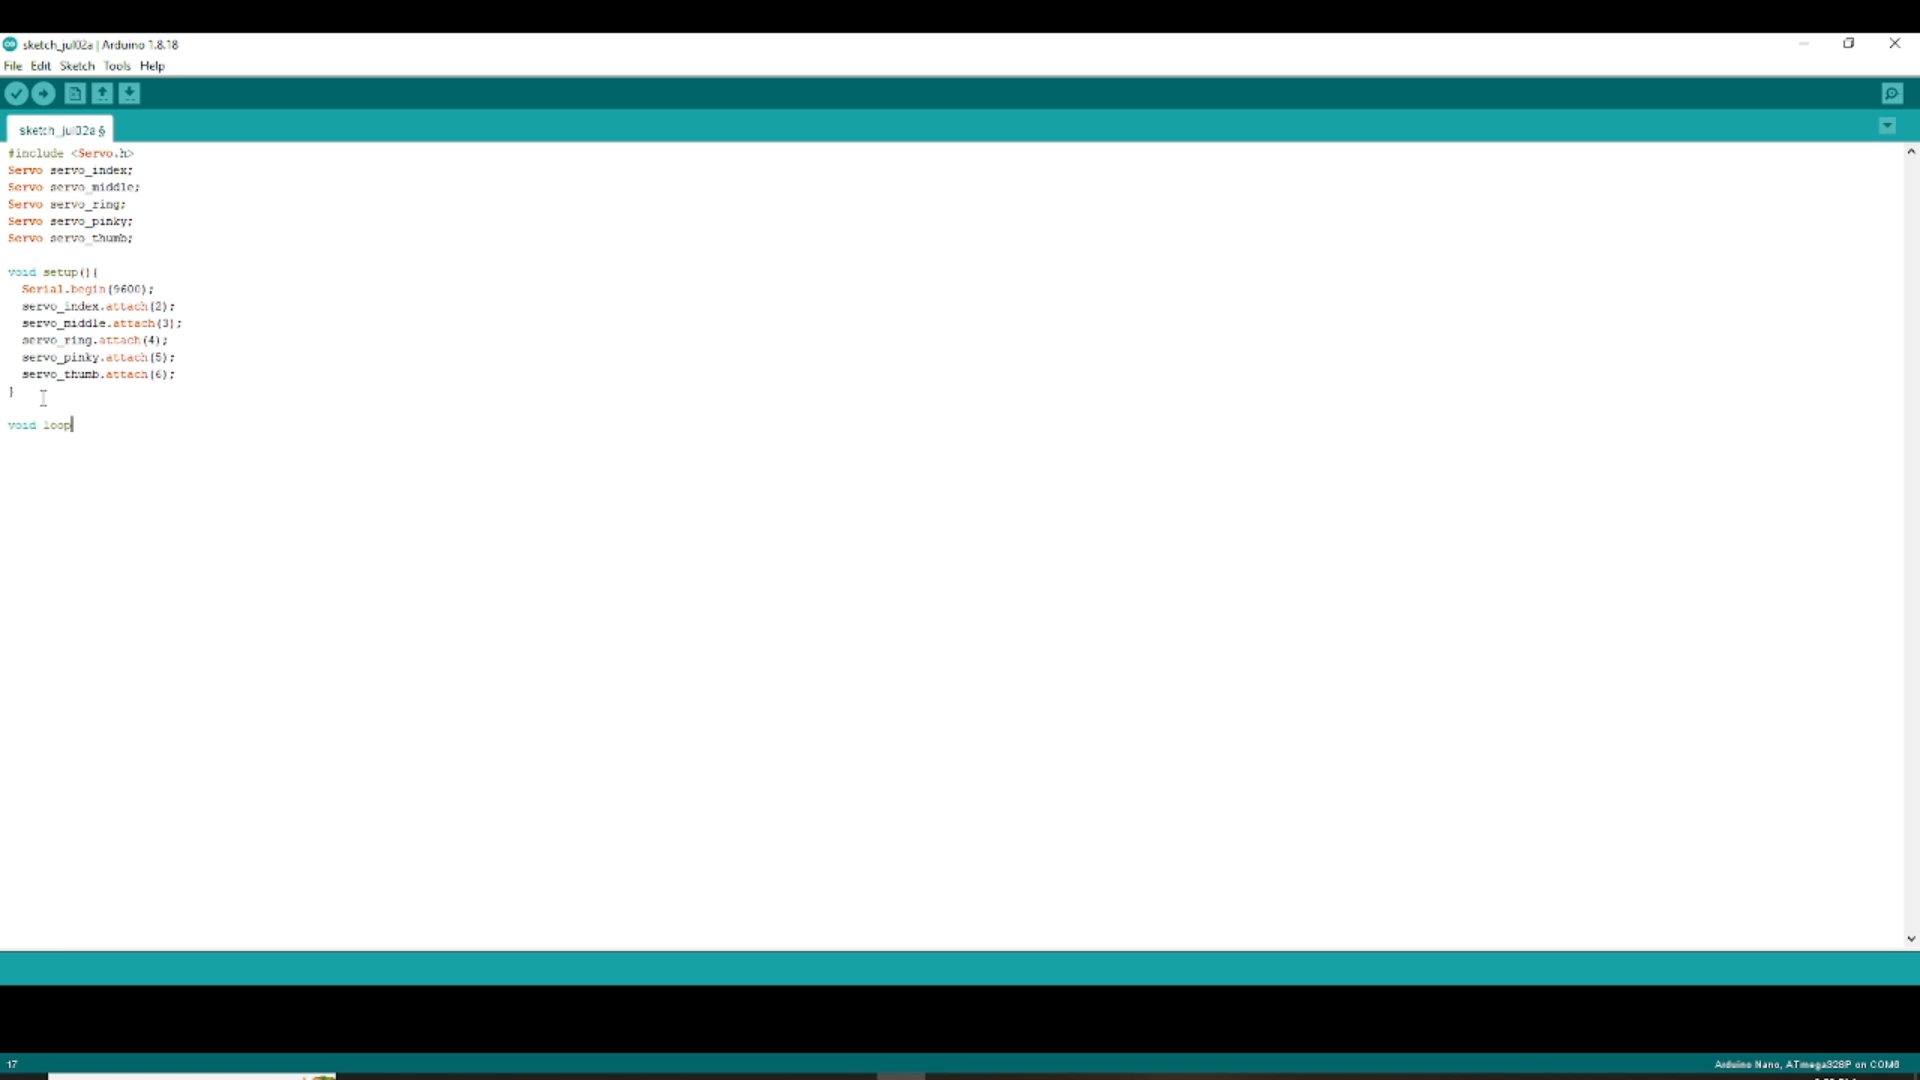 sketch_jul02a | Arduino 1.8.18
File Edit Sketch Tools Help
sketch_jul02a §
#include <Servo.h>
Servo servo_index;
Servo servo_middle;
Servo servo_ring;
Servo servo_pinky;
Servo servo_thumb;
void setup(){
Serial.begin(9600);
servo_index.attach(2);
servo_middle.attach(3);
servo_ring.attach(4);
servo_pinky.attach(5);
servo_thumb.attach(6);
}
void loop
17
Arduino Nano, ATmega328P on COM6